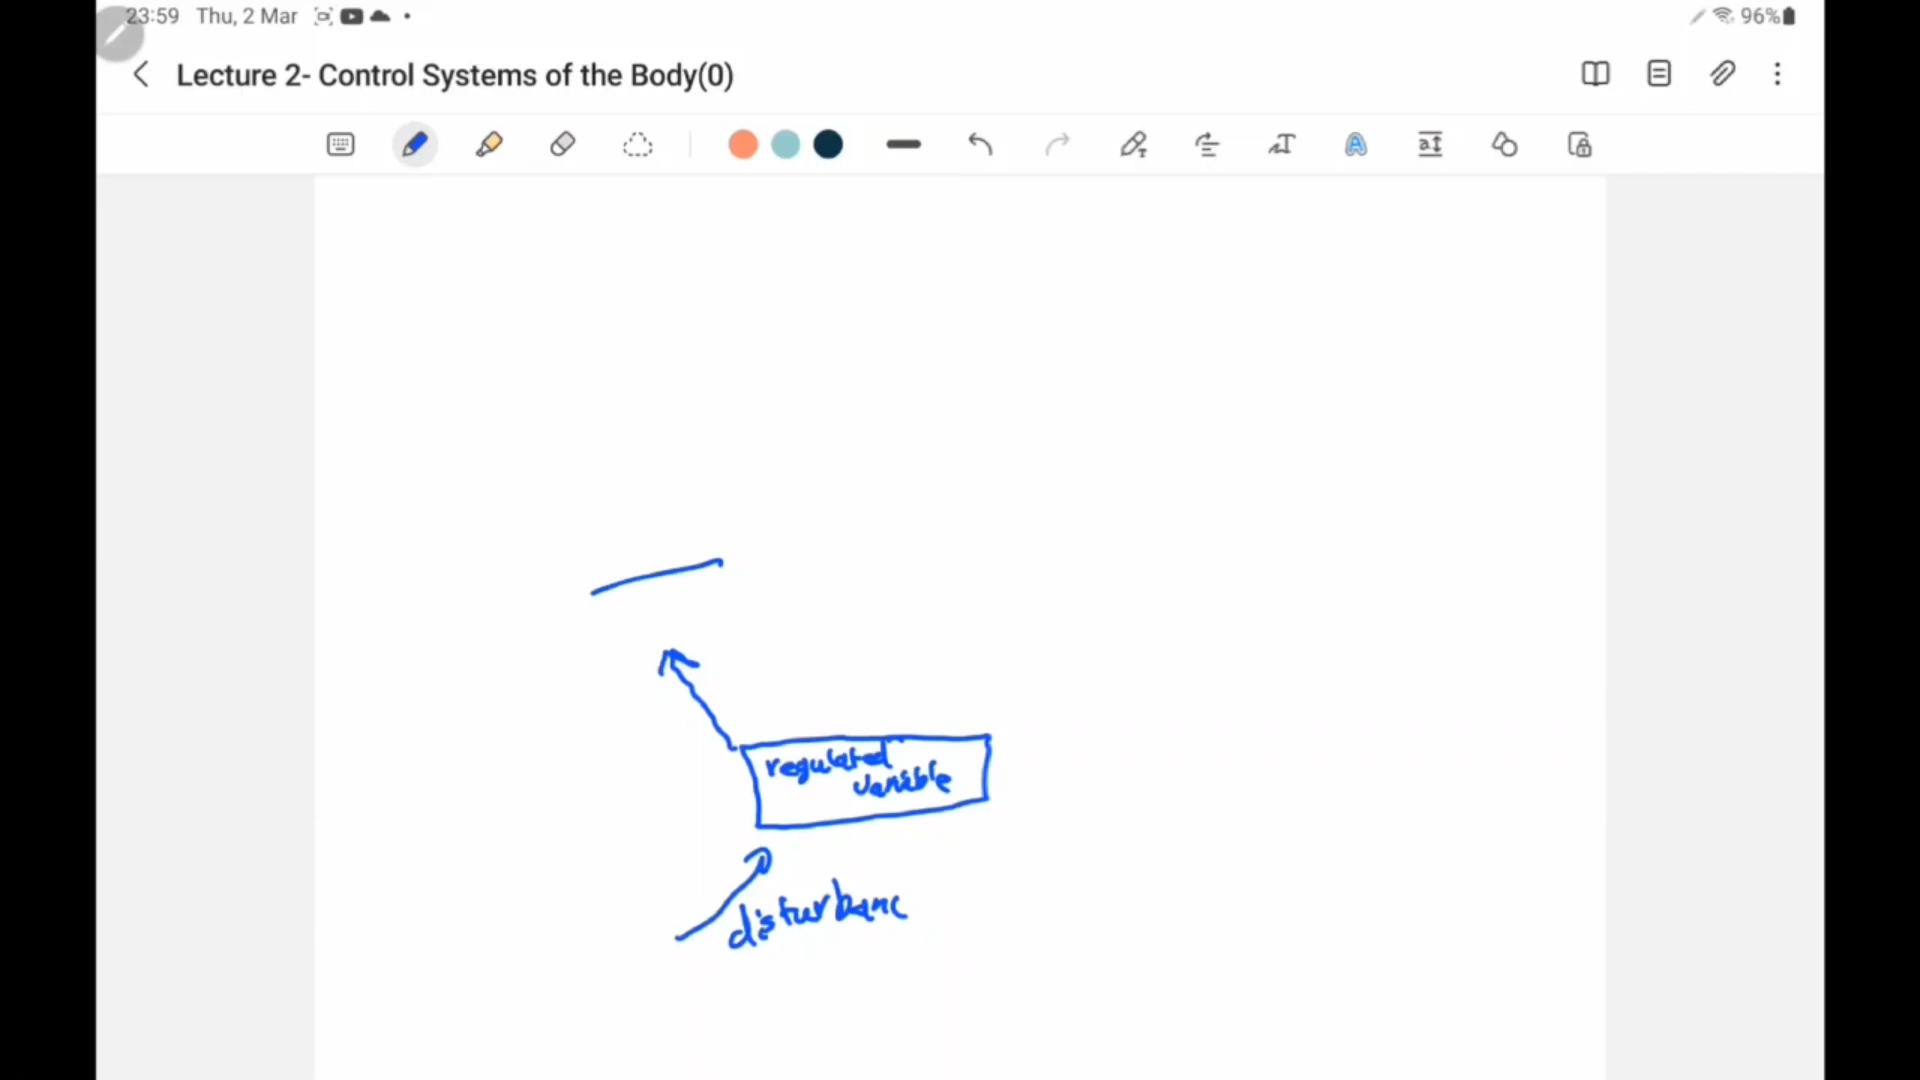 23:59 Thu, 2 Mar
96%
Lecture 2- Control Systems of the Body(0)
regulated
variable
disturbanc